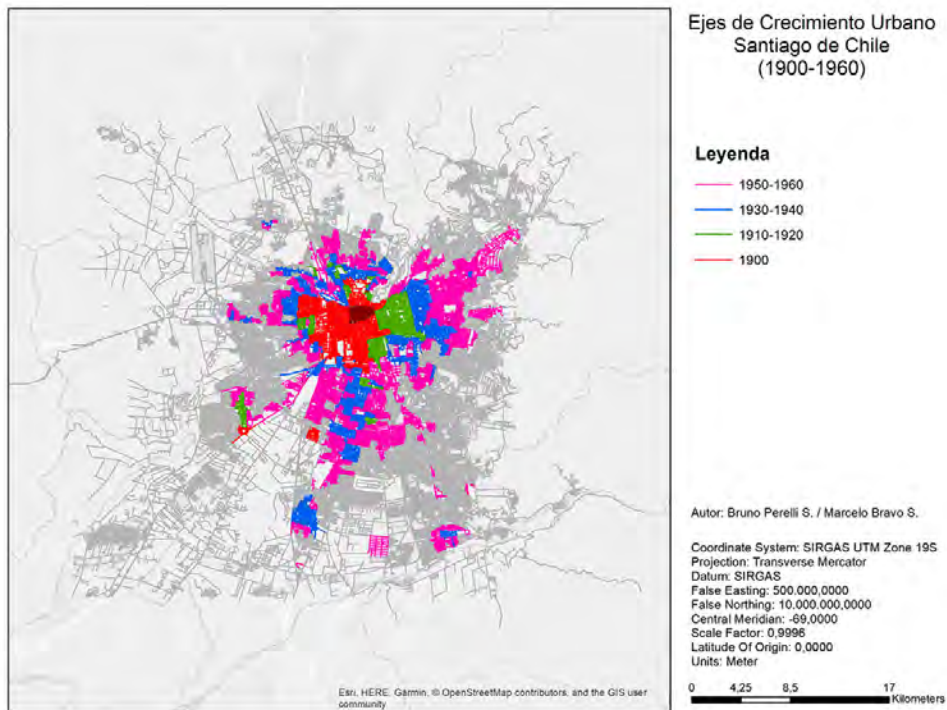 Ejes de Crecimiento Urbano
Santiago de Chile
(1900-1960)
Leyenda
1950-1960
1930-1940
1910-1920
1900
Autor: Bruno Perelli S. / Marcelo Bravo S.
Coordinate System: SIRGAS UTM Zone 19S
Projection: Transverse Mercator
Datum: SIRGAS
False Easting: 500.000,0000
False Northing: 10.000.000,0000
Central Meridian: -69,0000
Scale Factor: 0,9996
Latitude Of Origin: 0,0000
Units: Meter
0 4,25 8,5 17
Kilometers
Esri, HERE, Garmin, © OpenStreetMap contributors, and the GIS user
community